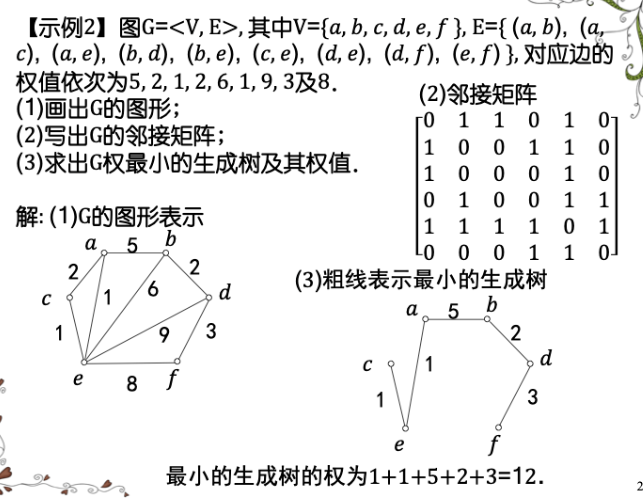 【示例2】图G=<V, E>, 其中V={a, b, c, d, e, f }, E={ (a, b), (a,
c), (a, e), (b, d), (b, e), (c, e), (d, e), (d, f), (e, f) }, 对应边的
权值依次为5, 2, 1, 2, 6, 1, 9, 3及8.
(1)画出G的图形;
(2)写出G的邻接矩阵;
(3)求出G权最小的生成树及其权值.
(2)邻接矩阵
0 1 1 0 1 0
1 0 0 1 1 0
1 0 0 0 1 0
0 1 0 0 1 1
1 1 1 1 0 1
0 0 0 1 1 0
解: (1)G的图形表示
a 5 b
2 2
c 1 6 d
1 9 3
e 8 f
(3)粗线表示最小的生成树
a 5 b
2
c 1 d
1 3
e f
最小的生成树的权为1+1+5+2+3=12.
2